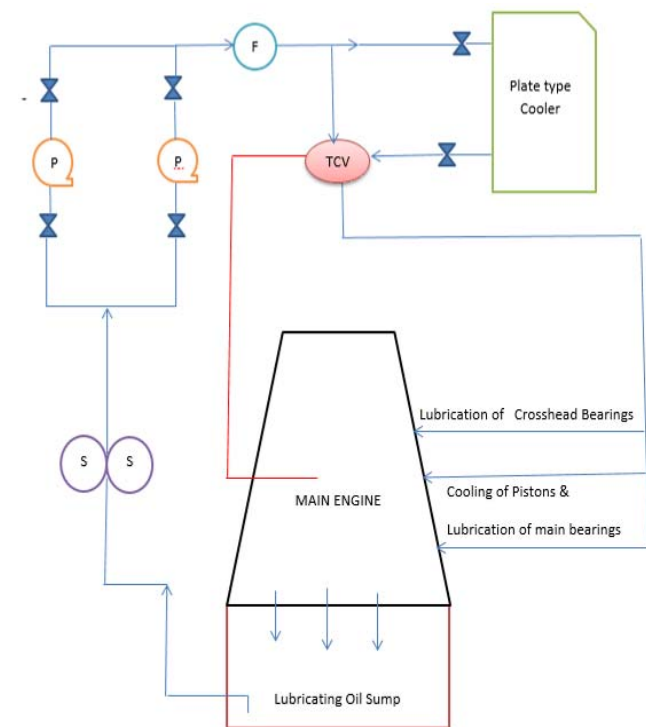 F
Plate type
Cooler
P
P
TCV
Lubrication of Crosshead Bearings
S
S
Cooling of Pistons &
MAIN ENGINE
Lubrication of main bearings
Lubricating Oil Sump